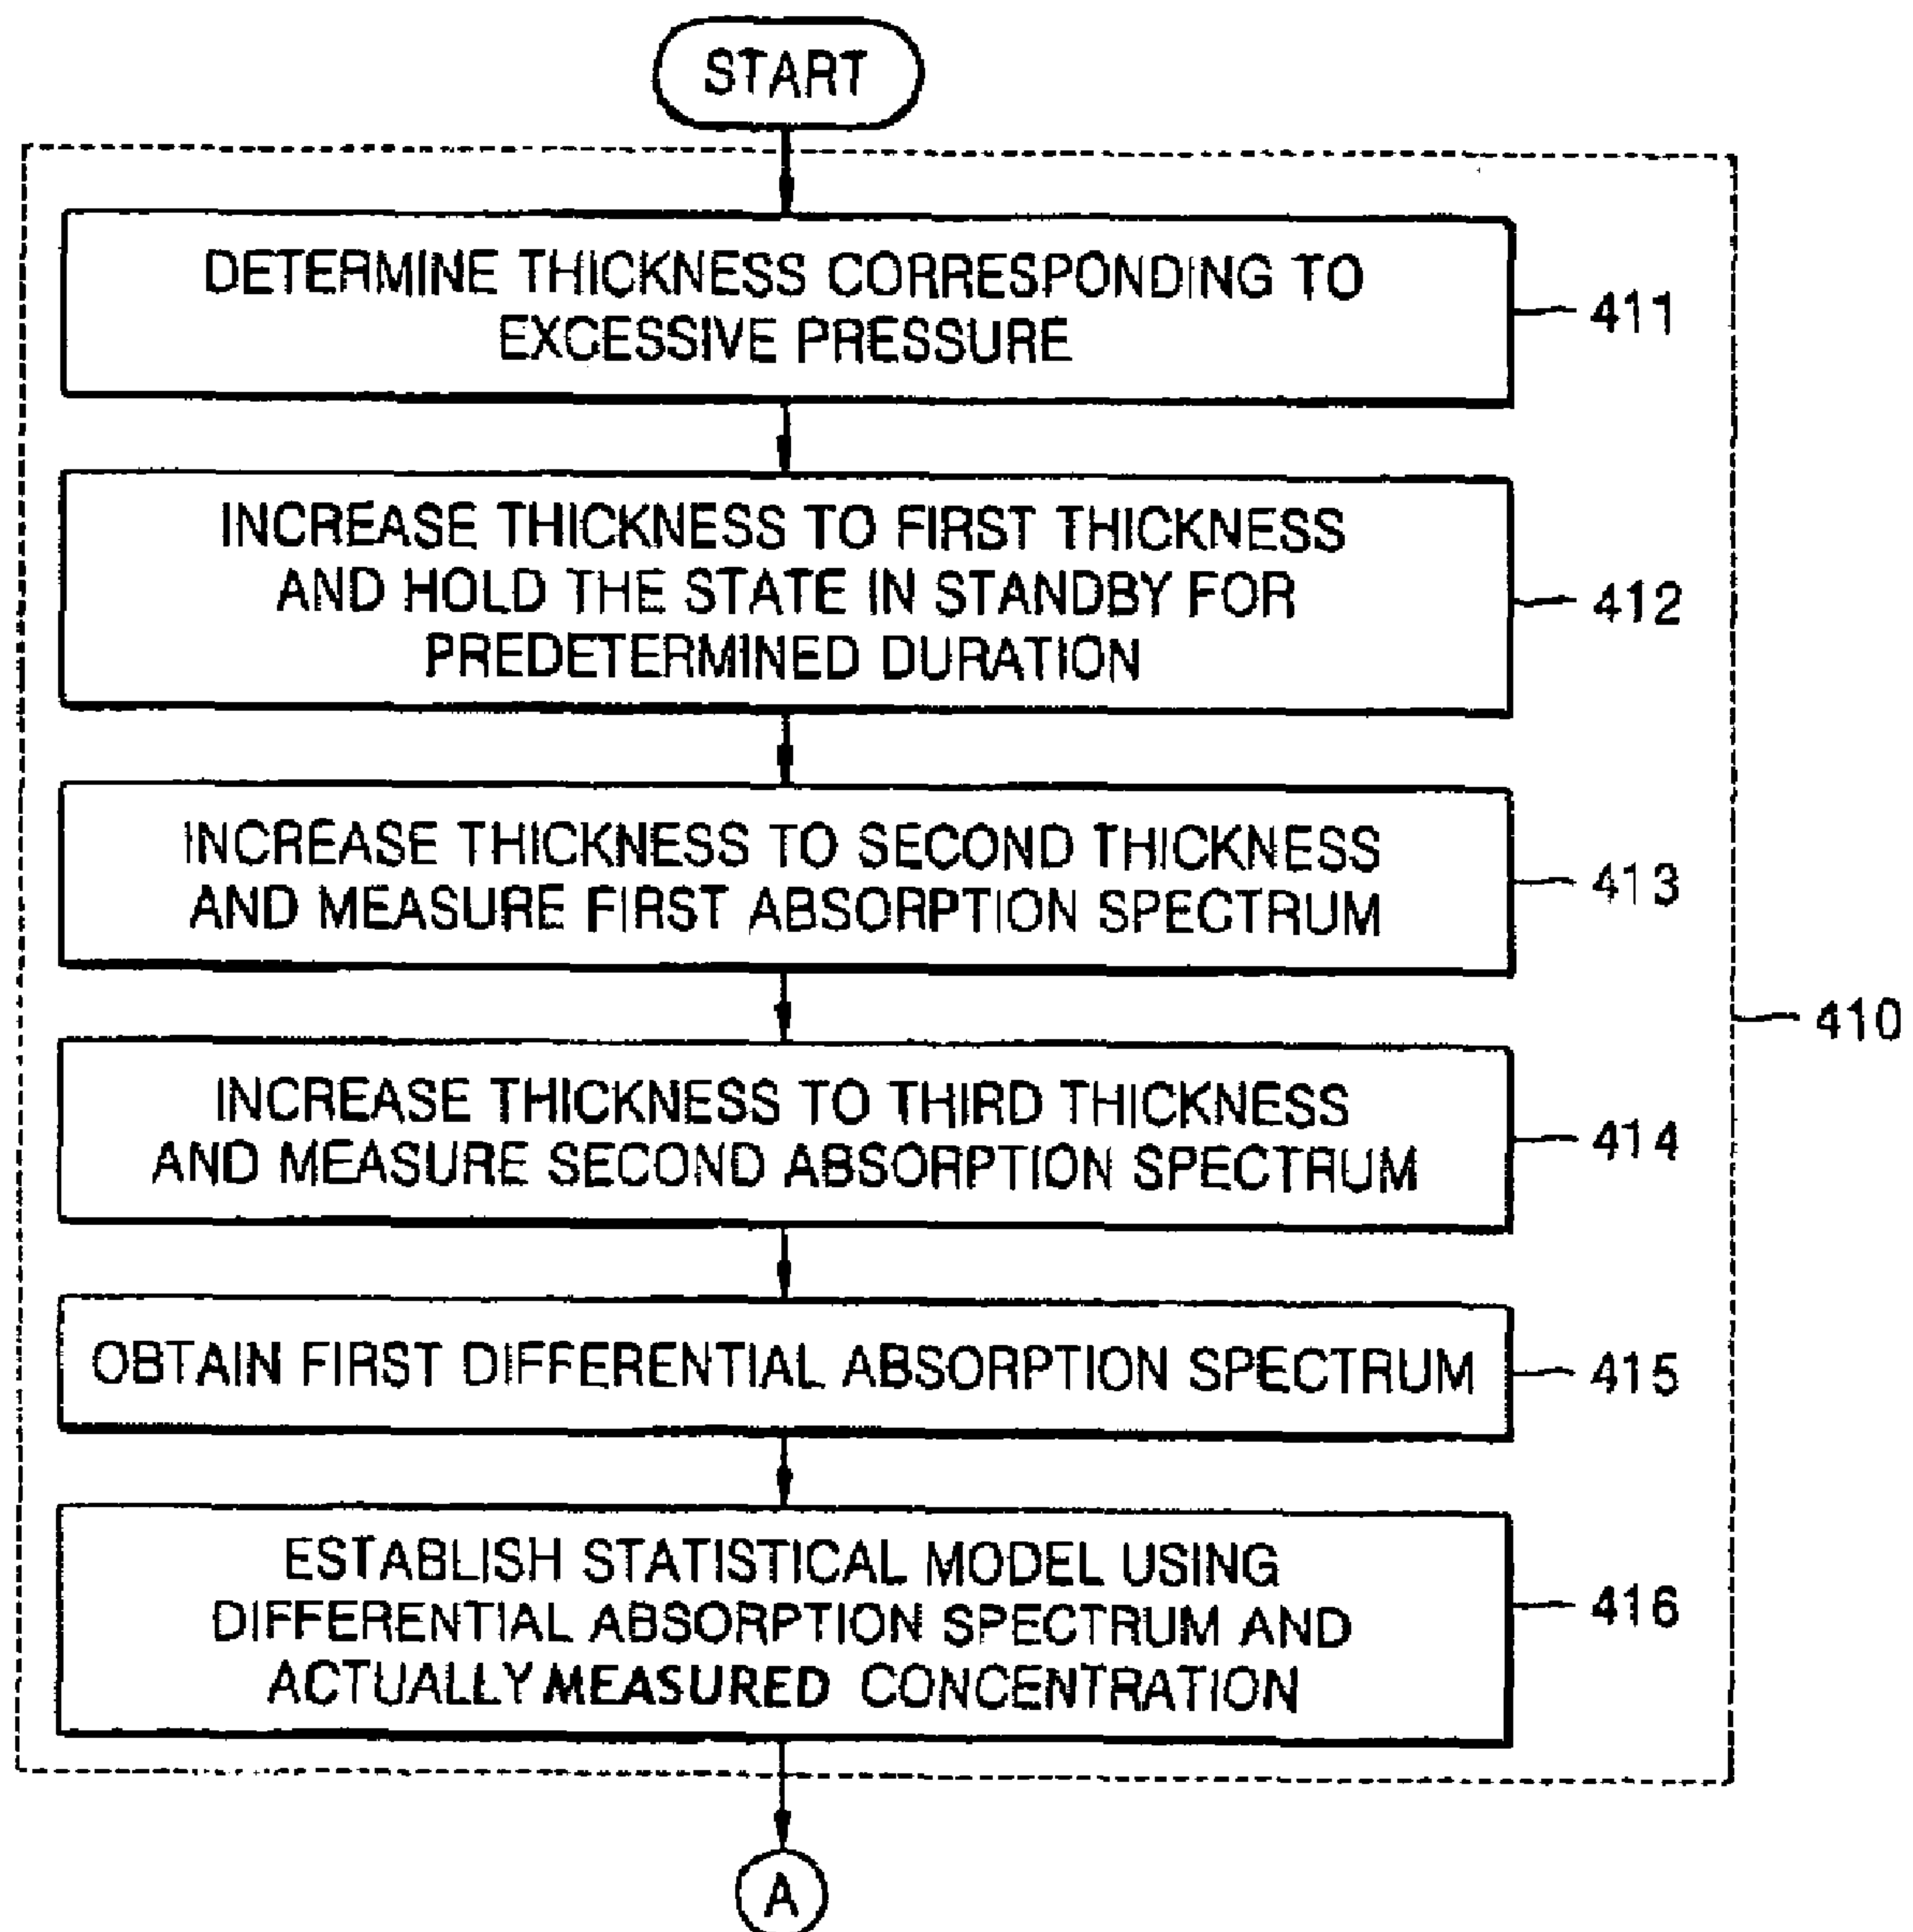 START
DETERMINE THICKNESS CORRESPONDING TO
EXCESSIVE PRESSURE
411
INCREASE THICKNESS TO FIRST THICKNESS
AND HOLD THE STATE IN STANDBY FOR
PREDETERMINED DURATION
412
INCREASE THICKNESS TO SECOND THICKNESS
AND MEASURE FIRST ABSORPTION SPECTRUM
413
410
INCREASE THICKNESS TO THIRD THICKNESS
AND MEASURE SECOND ABSORPTION SPECTRUM
414
OBTAIN FIRST DIFFERENTIAL ABSORPTION SPECTRUM
415
ESTABLISH STATISTICAL MODEL USING
DIFFERENTIAL ABSORPTION SPECTRUM AND
ACTUALLY MEASURED CONCENTRATION
416
A